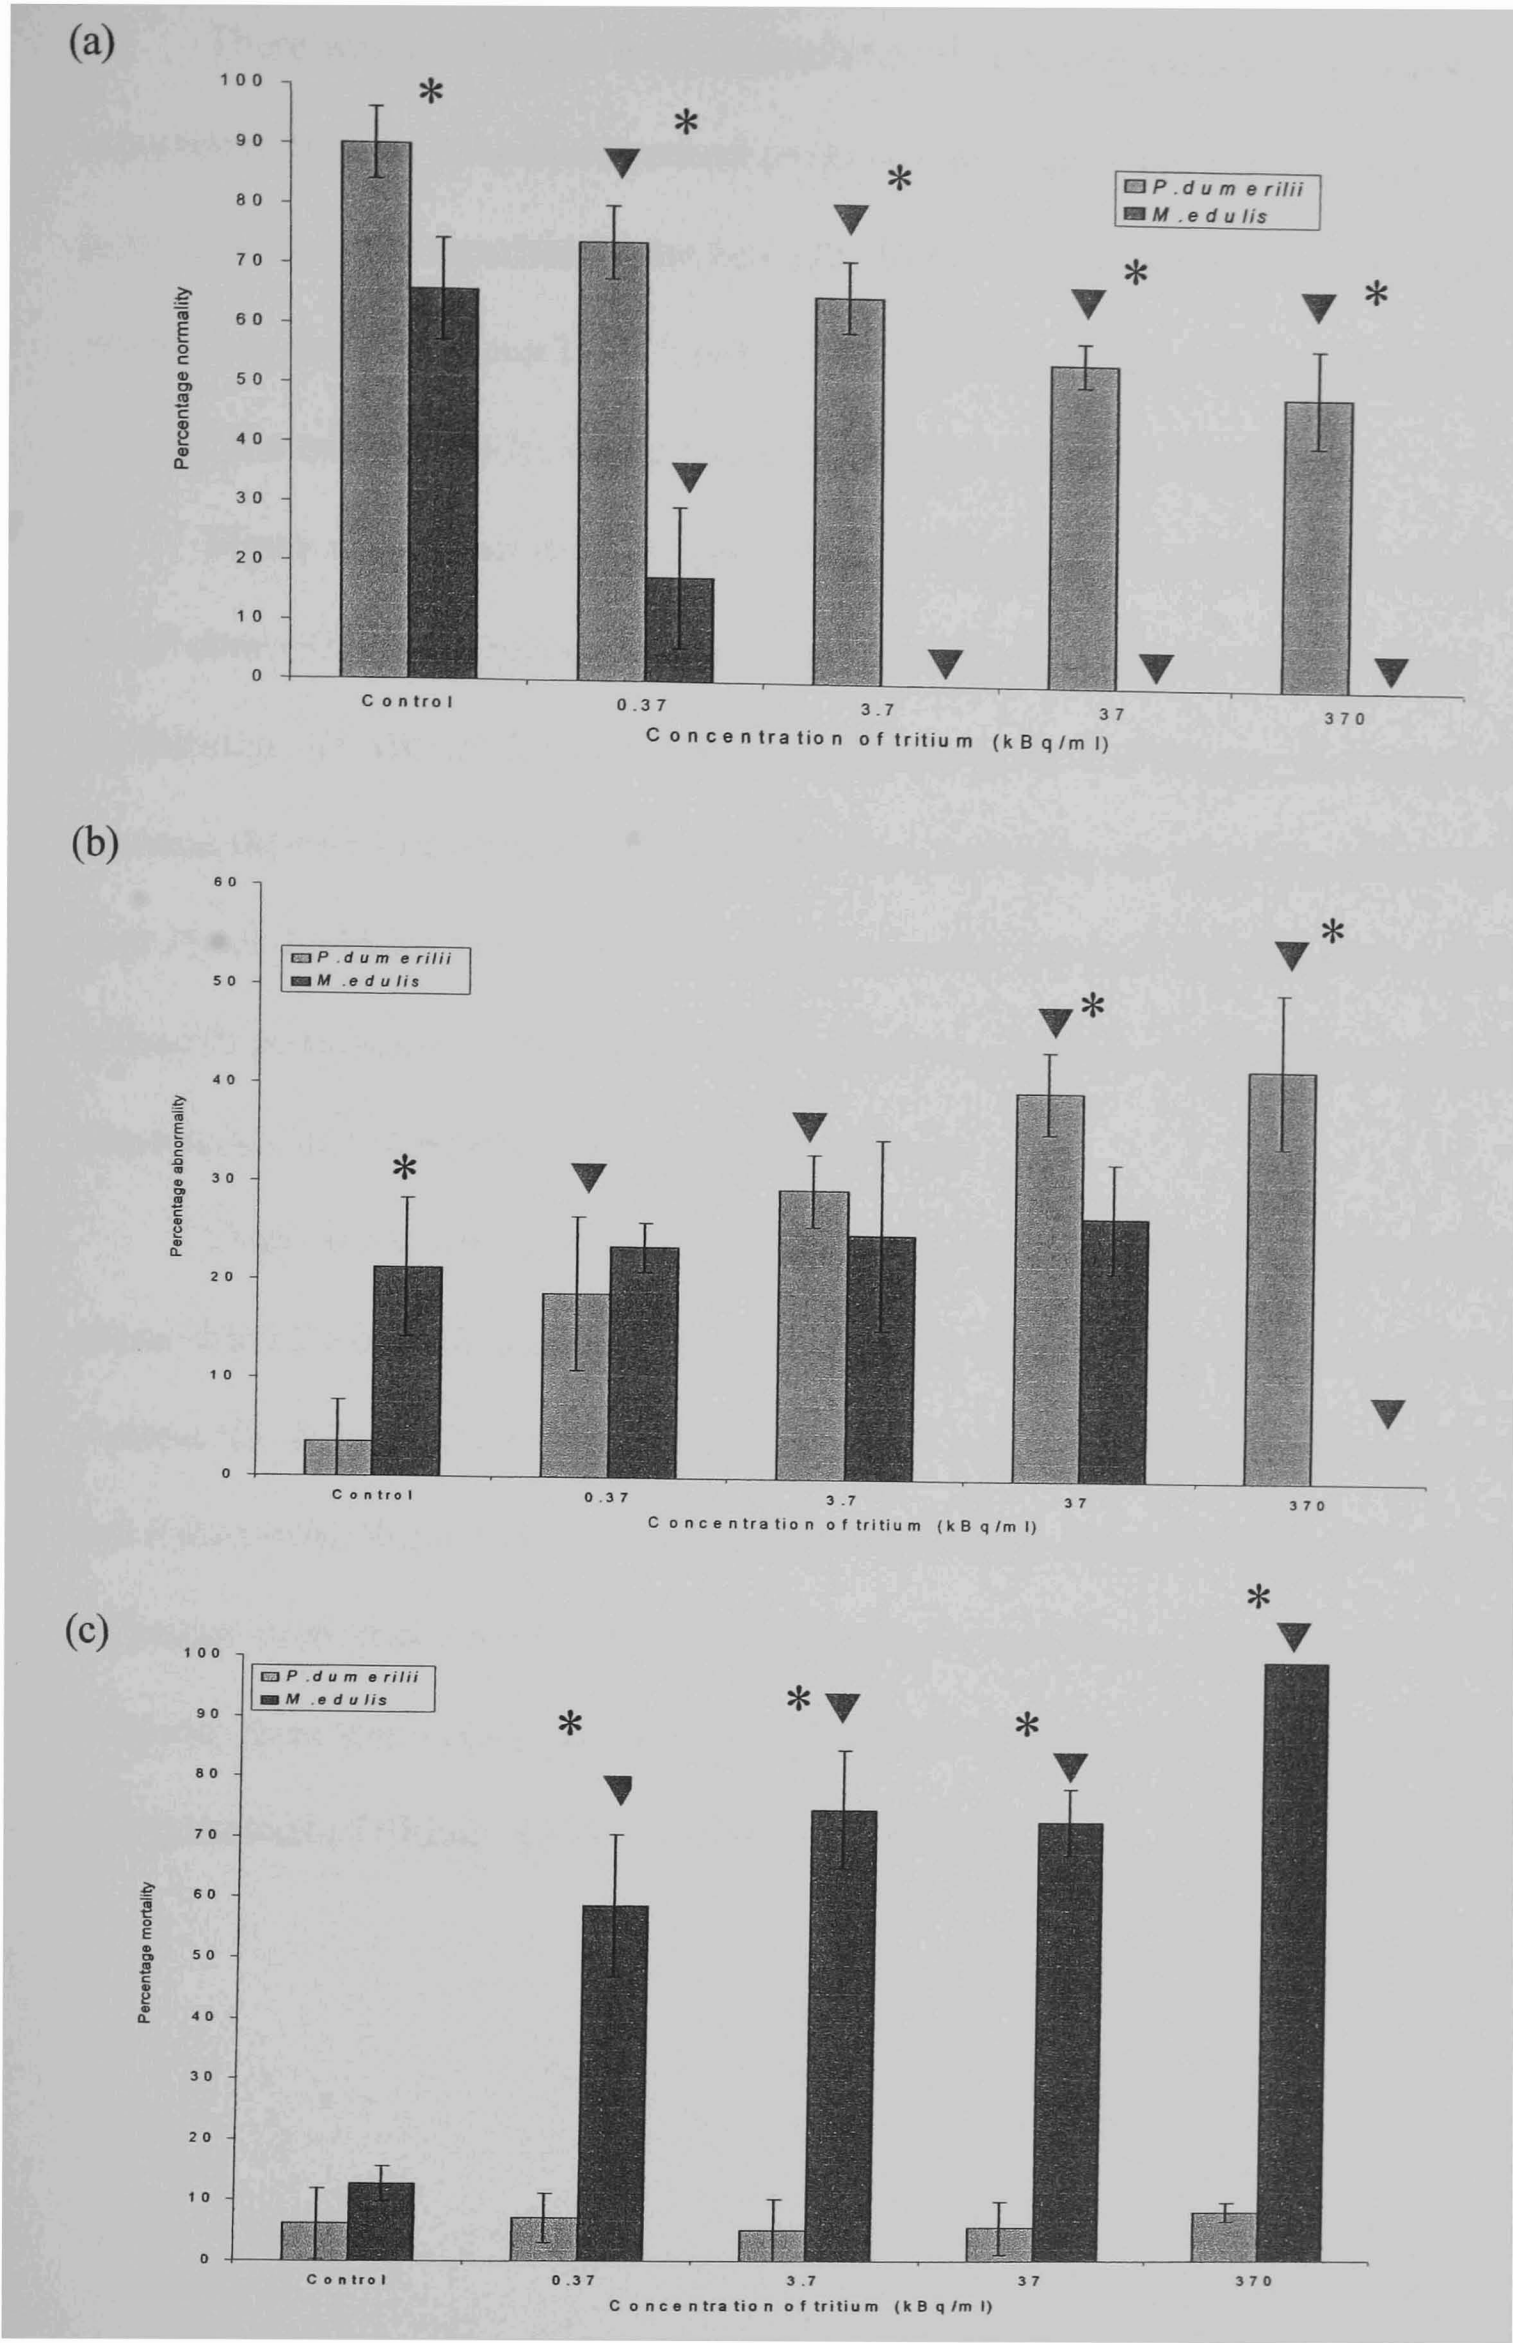 (a)
100
90
80
70
60
50
40
30
20
10
0
Percentage normality
*
*
*
*
*
P.dumerilii
M.edulis
Control 0.37 3.7 37 370
Concentration of tritium (kBq/ml)
(b)
60
50
40
30
20
10
0
Percentage abnormality
P.dumerilii
M.edulis
*
*
*
Control 0.37 3.7 37 370
Concentration of tritium (kBq/ml)
(c)
100
90
80
70
60
50
40
30
20
10
0
Percentage mortality
P.dumerilii
M.edulis
*
*
*
*
Control 0.37 3.7 37 370
Concentration of tritium (kBq/ml)